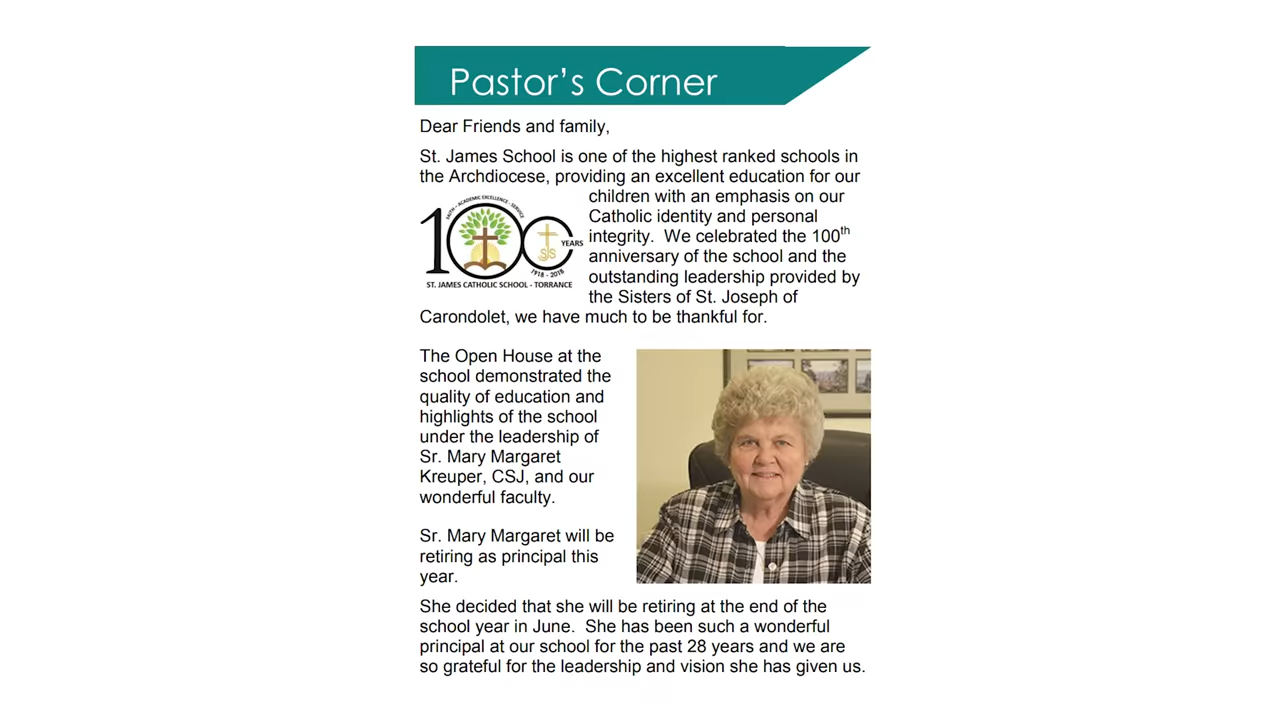 Pastor's Corner
Dear Friends and family,
St. James School is one of the highest ranked schools in
the Archdiocese, providing an excellent education for our
children with an emphasis on our
Catholic identity and personal
integrity. We celebrated the 100th
anniversary of the school and the
outstanding leadership provided by
the Sisters of St. Joseph of
Carondolet, we have much to be thankful for.
FAITH - ACADEMIC EXCELLENCE - SERVICE
100
YEARS
SJS
1918 - 2018
ST. JAMES CATHOLIC SCHOOL - TORRANCE
The Open House at the
school demonstrated the
quality of education and
highlights of the school
under the leadership of
Sr. Mary Margaret
Kreuper, CSJ, and our
wonderful faculty.
Sr. Mary Margaret will be
retiring as principal this
year.
She decided that she will be retiring at the end of the
school year in June. She has been such a wonderful
principal at our school for the past 28 years and we are
so grateful for the leadership and vision she has given us.